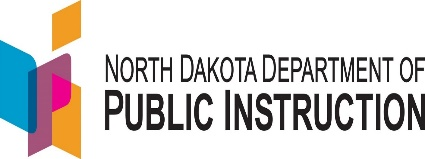 NORTH DAKOTA DEPARTMENT OF
PUBLIC INSTRUCTION